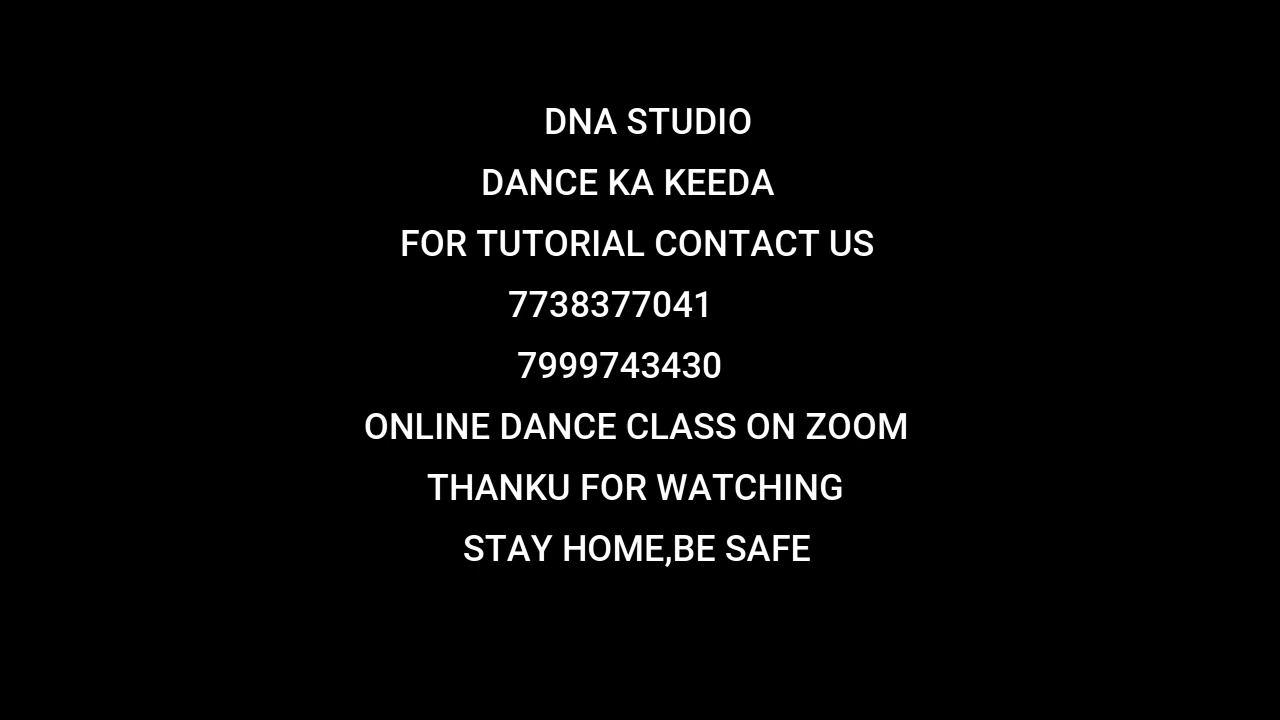 DNA STUDIO
DANCE KA KEEDA
FOR TUTORIAL CONTACT US
7738377041
7999743430
ONLINE DANCE CLASS ON ZOOM
THANKU FOR WATCHING
STAY HOME,BE SAFE